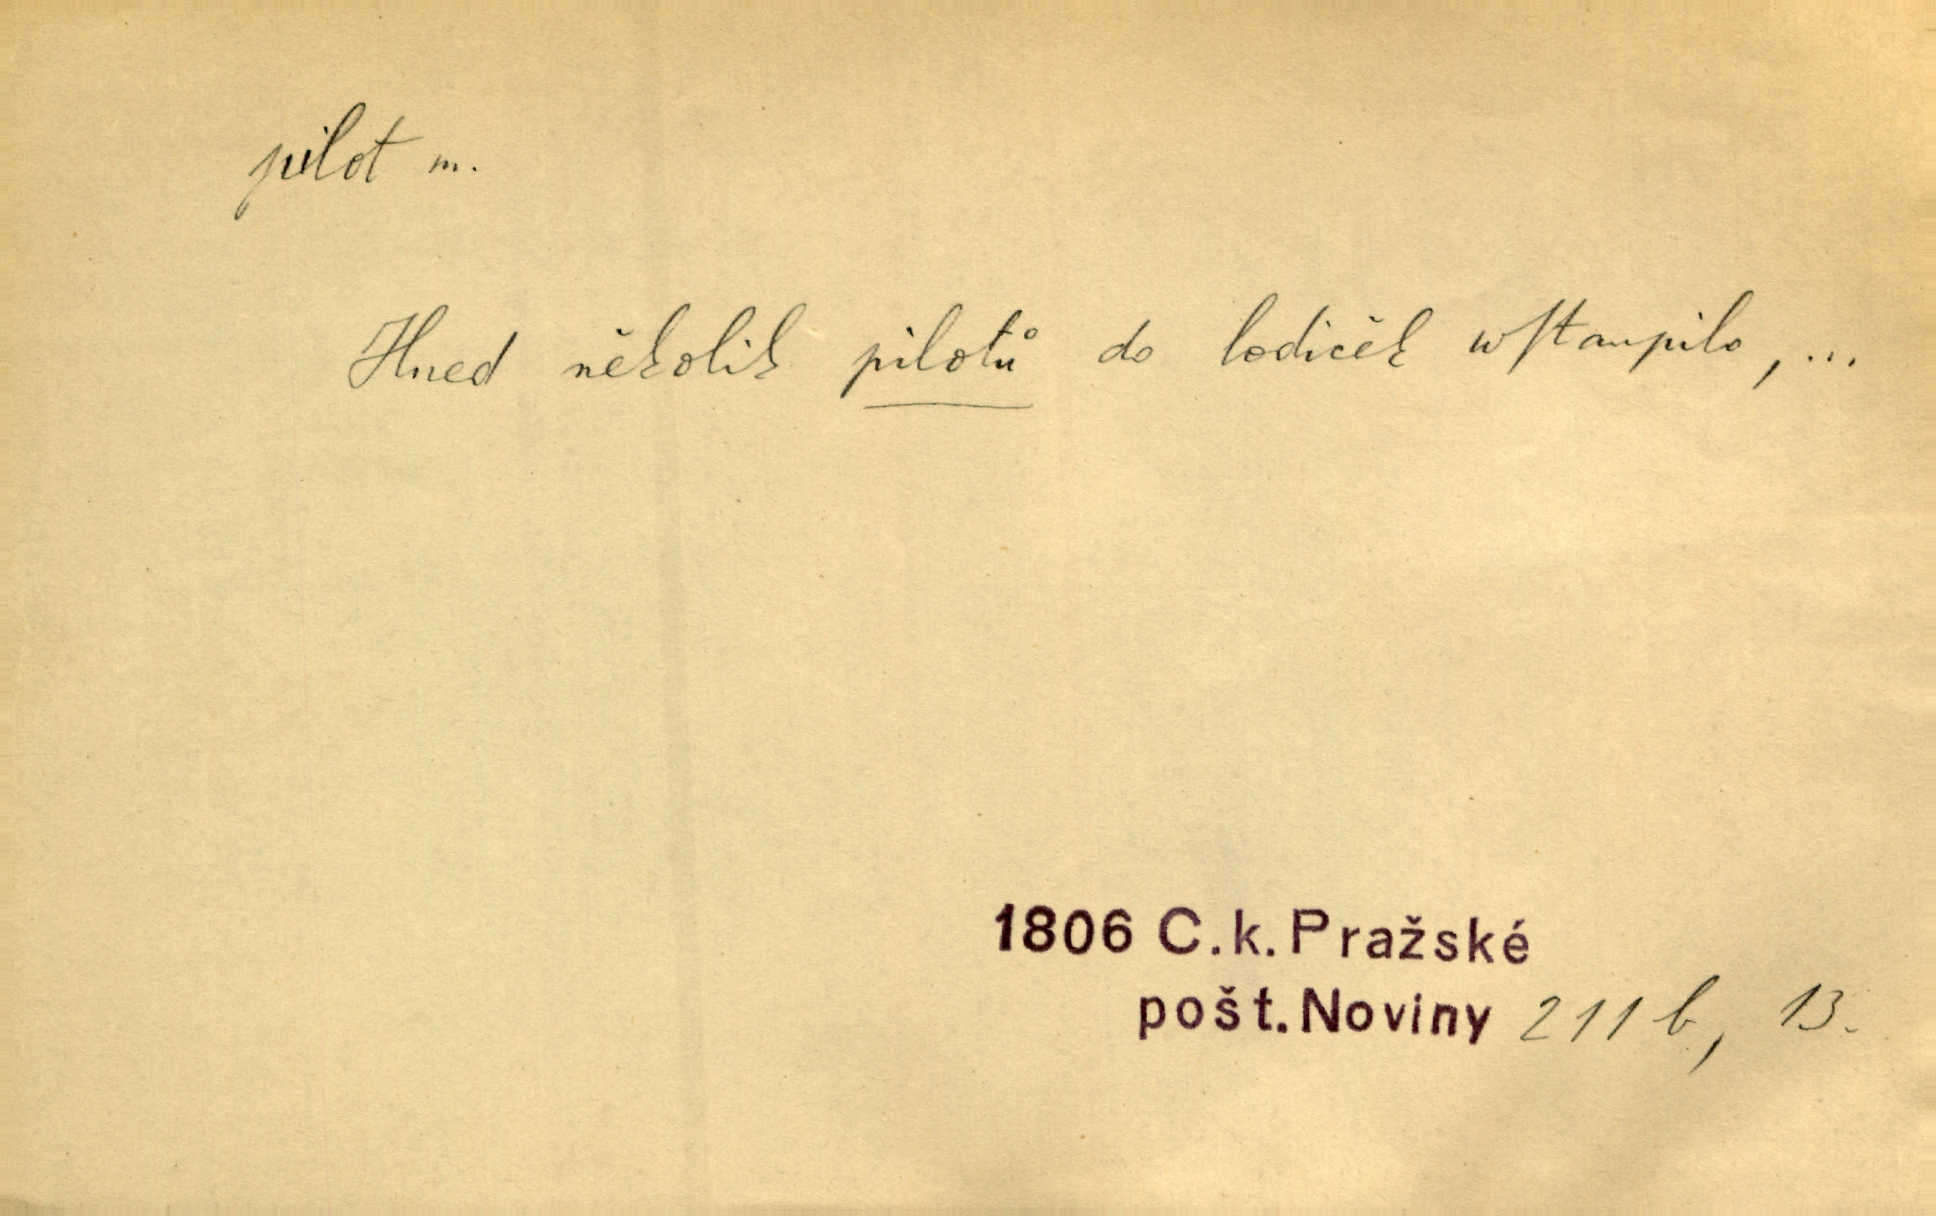 pilot m.
Hned několik pilotů do lodiček wstaupilo, ...
1806 C.k. Pražské
pošt. Noviny 211 b, 13.